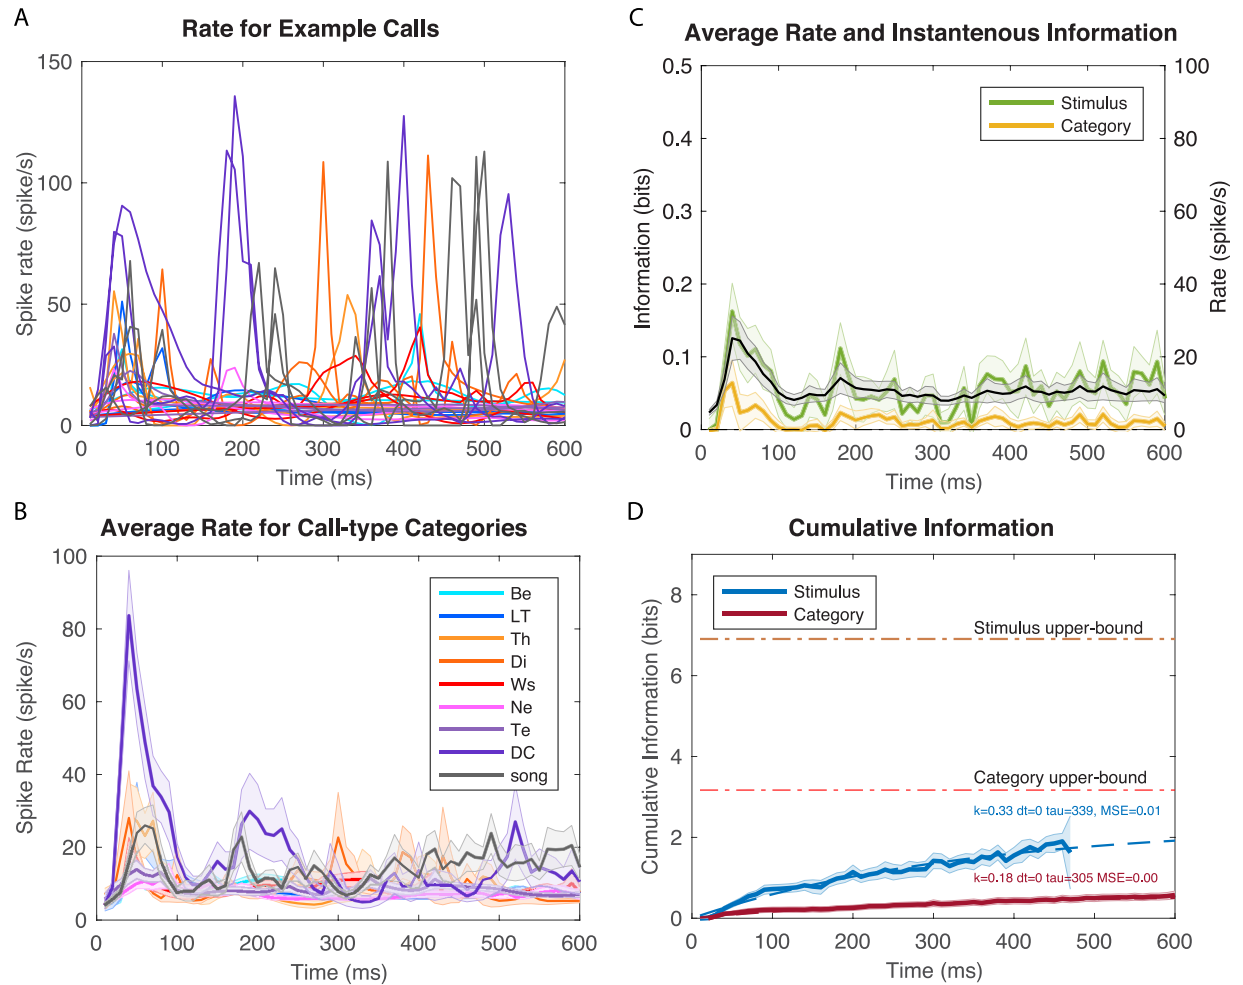 A
Rate for Example Calls
150
100
50
0
Spike rate (spike/s)
0 100 200 300 400 500 600
Time (ms)
B
Average Rate for Call-type Categories
100
80
60
40
20
0
Spike Rate (spike/s)
Be
LT
Th
Di
Ws
Ne
Te
DC
song
0 100 200 300 400 500 600
Time (ms)
C
Average Rate and Instantenous Information
0.5
0.4
0.3
0.2
0.1
0
Information (bits)
Stimulus
Category
100
80
60
40
20
0
Rate (spike/s)
0 100 200 300 400 500 600
Time (ms)
D
Cumulative Information
8
6
4
2
0
Cumulative Information (bits)
Stimulus
Category
Stimulus upper-bound
Category upper-bound
k=0.33 dt=0 tau=339, MSE=0.01
k=0.18 dt=0 tau=305 MSE=0.00
0 100 200 300 400 500 600
Time (ms)